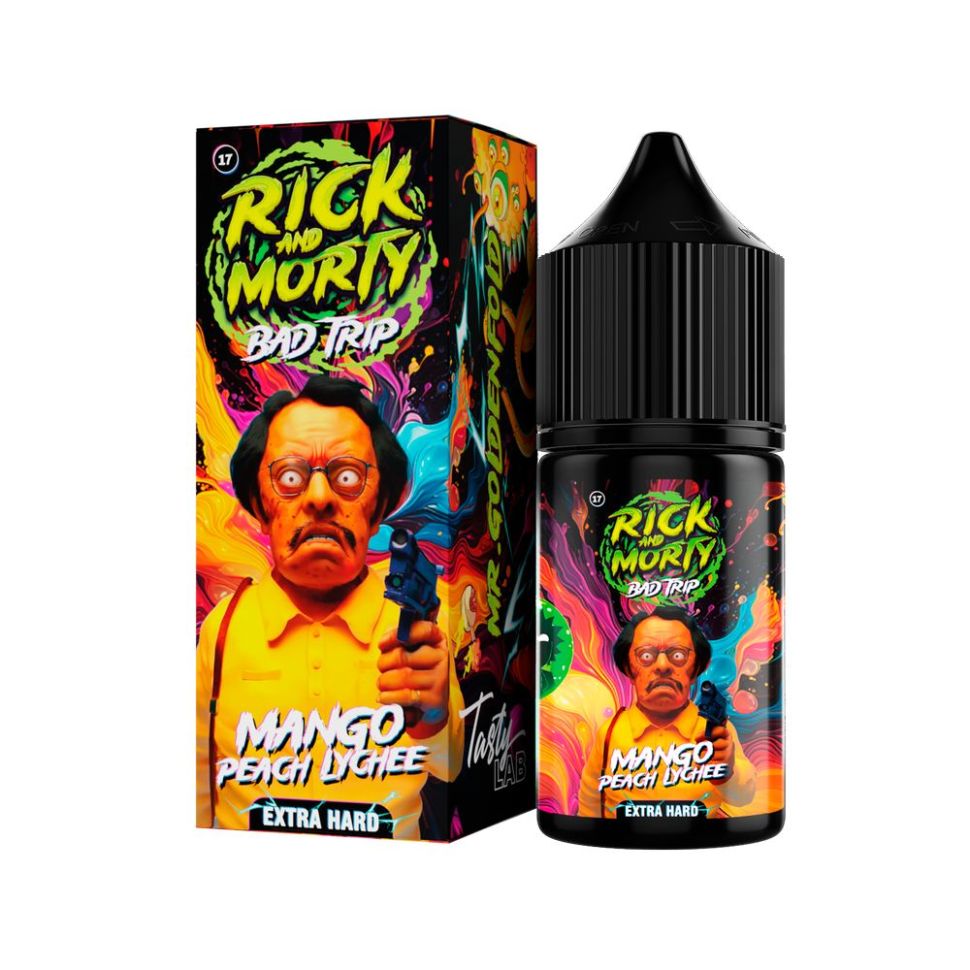 17
RICK
AND
MORTY
BAD TRIP
MANGO
PEACH LYCHEE
EXTRA HARD
MR. GOLDENFOLD
Tasty
LAB
OPEN
17
RICK
AND
MORTY
BAD TRIP
MANGO
PEACH LYCHEE
EXTRA HARD